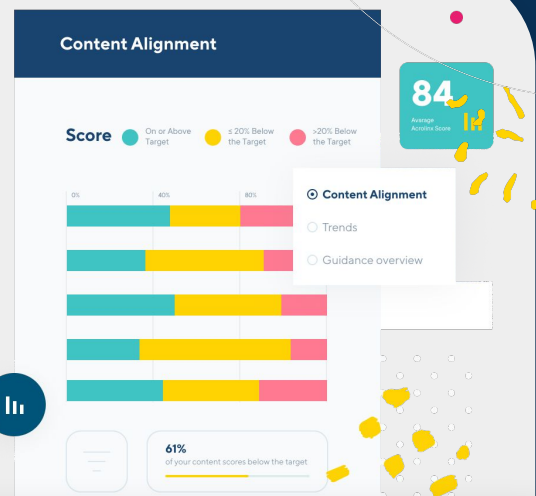 Content Alignment
84
Avarage
Acrolinx Score
Score
On or Above
Target
≤ 20% Below
the Target
>20% Below
the Target
0%
40%
80%
Content Alignment
Trends
Guidance overview
61%
of your content scores below the target